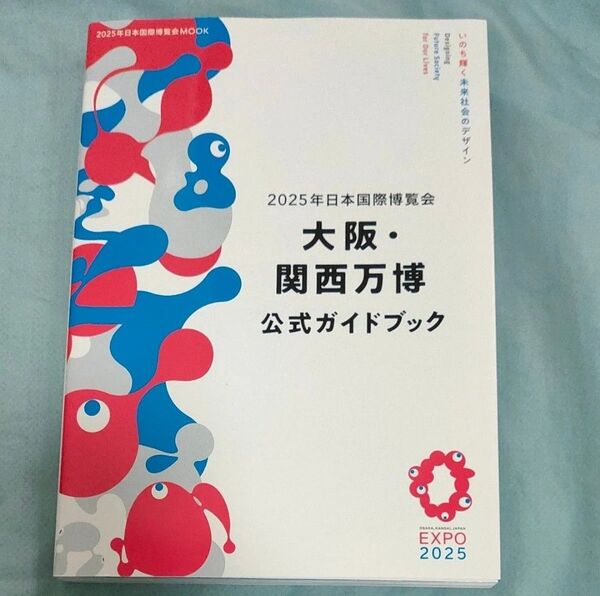 2025年日本国際博覧会MOOK
いのち輝く未来社会のデザイン
Designing
Future Society
for Our Lives
2025年日本国際博覧会
大阪・
関西万博
公式ガイドブック
OSAKA, KANSAI, JAPAN
EXPO
2025